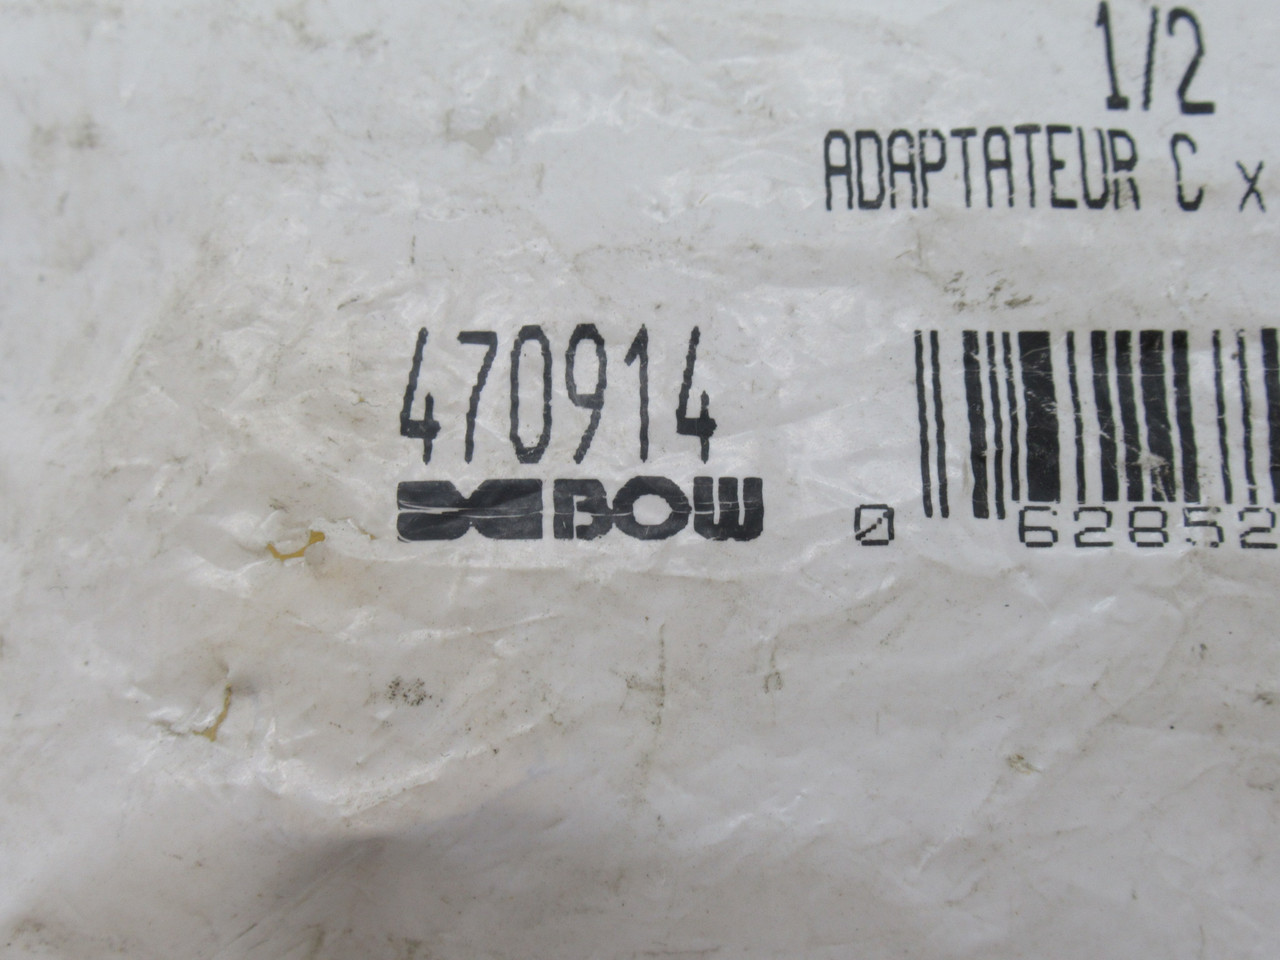 1/2
ADAPTATEUR C x
470914
BOW
0 62852